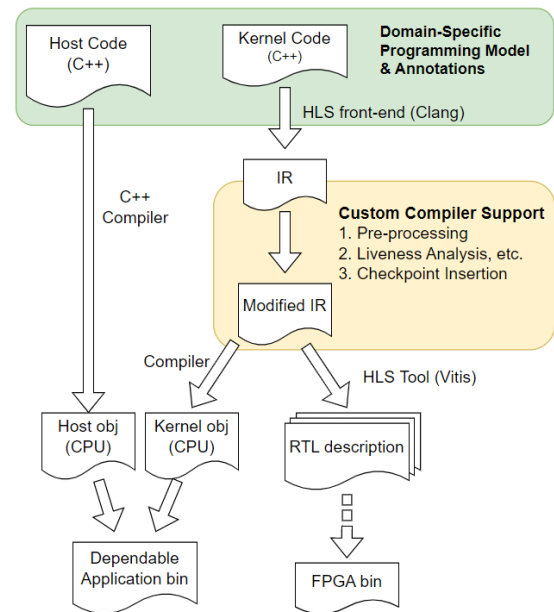 Host Code
(C++)
Kernel Code
(C++)
Domain-Specific
Programming Model
& Annotations
HLS front-end (Clang)
IR
C++
Compiler
Custom Compiler Support
1. Pre-processing
2. Liveness Analysis, etc.
3. Checkpoint Insertion
Modified IR
Compiler
HLS Tool (Vitis)
Host obj
(CPU)
Kernel obj
(CPU)
RTL description
Dependable
Application bin
FPGA bin